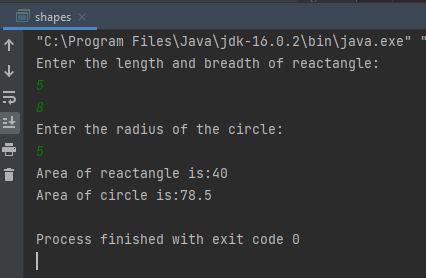 shapes
"C:\Program Files\Java\jdk-16.0.2\bin\java.exe" "
Enter the length and breadth of reactangle:
5
8
Enter the radius of the circle:
5
Area of reactangle is:40
Area of circle is:78.5
Process finished with exit code 0